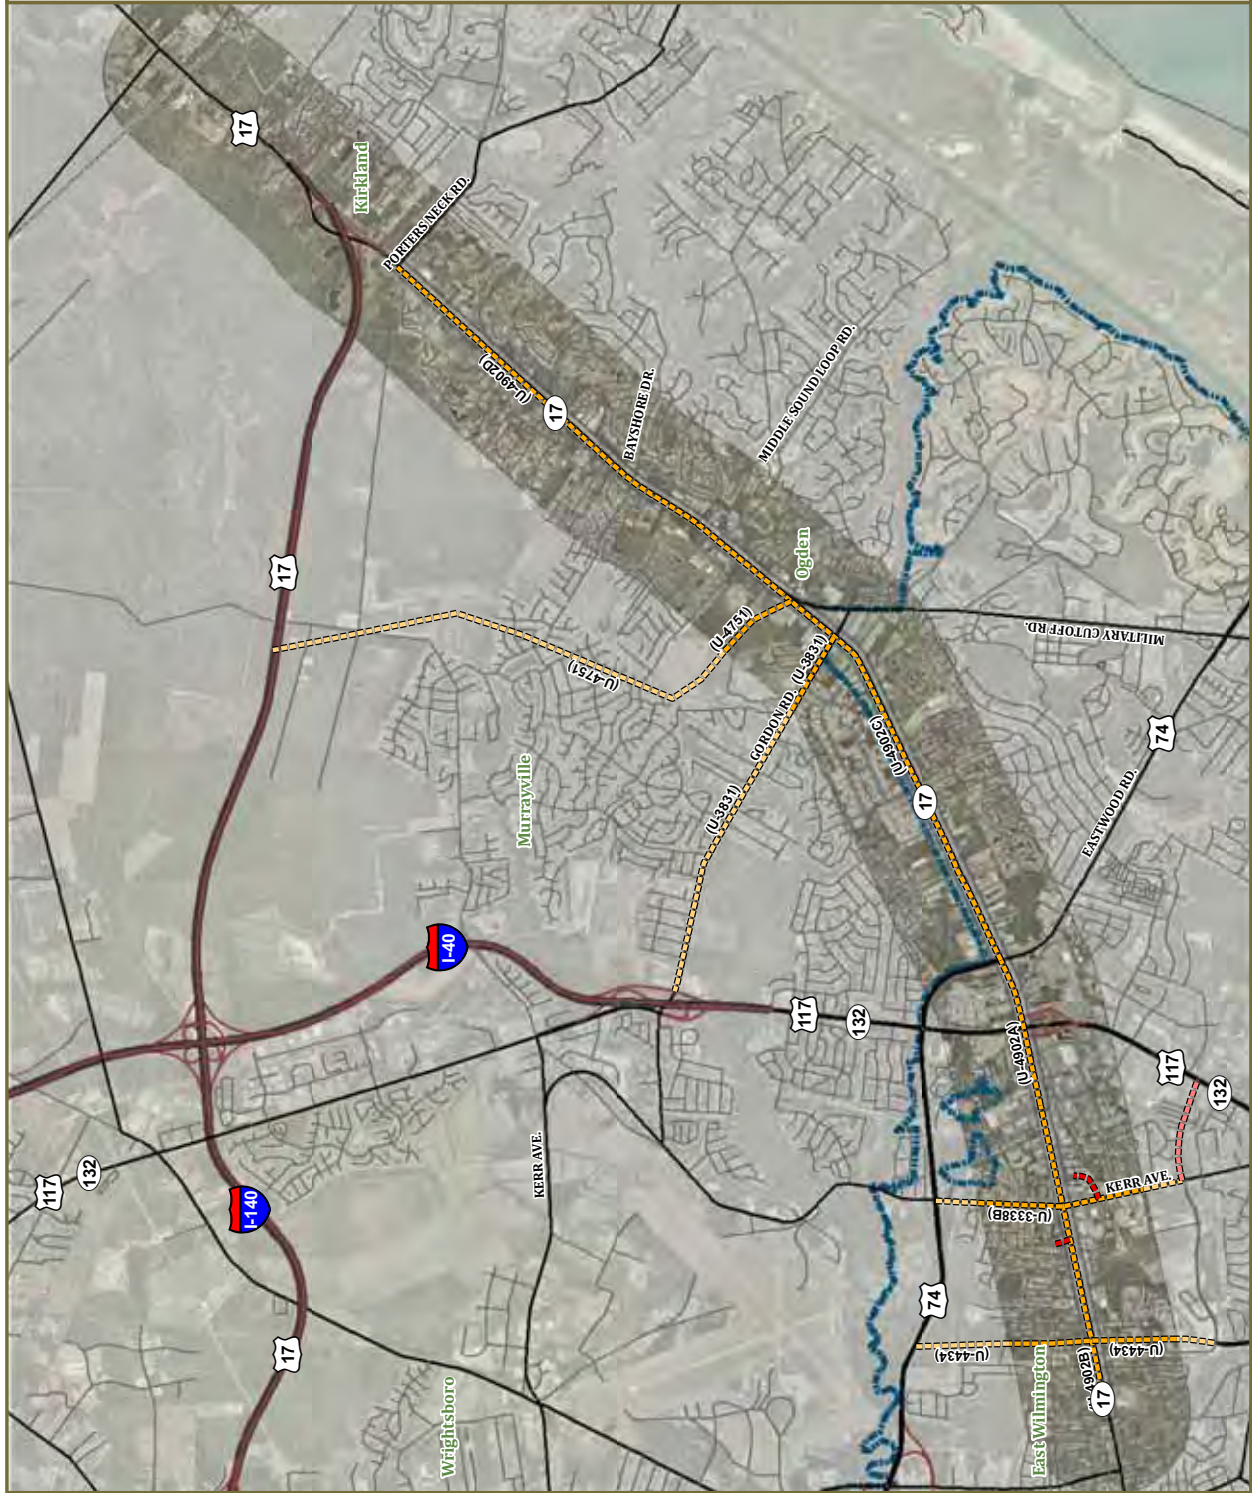 17
Kirkland
PORTERS NECK RD.
(U-4902D)
17
BAYSHORE DR.
MIDDLE SOUND LOOP RD.
Ogden
17
(U-4751)
(U-4751)
(U-3831)
GORDON RD.
(U-3831)
MILITARY CUTOFF RD.
(U-4902C)
17
74
EASTWOOD RD.
Murrayville
I-40
117
132
(U-4902A)
117
132
117
132
I-140
KERR AVE.
KERR AVE.
(U-3338B)
17
74
(U-4434)
(U-4434)
4902B)
17
Wrightsboro
East Wilmington